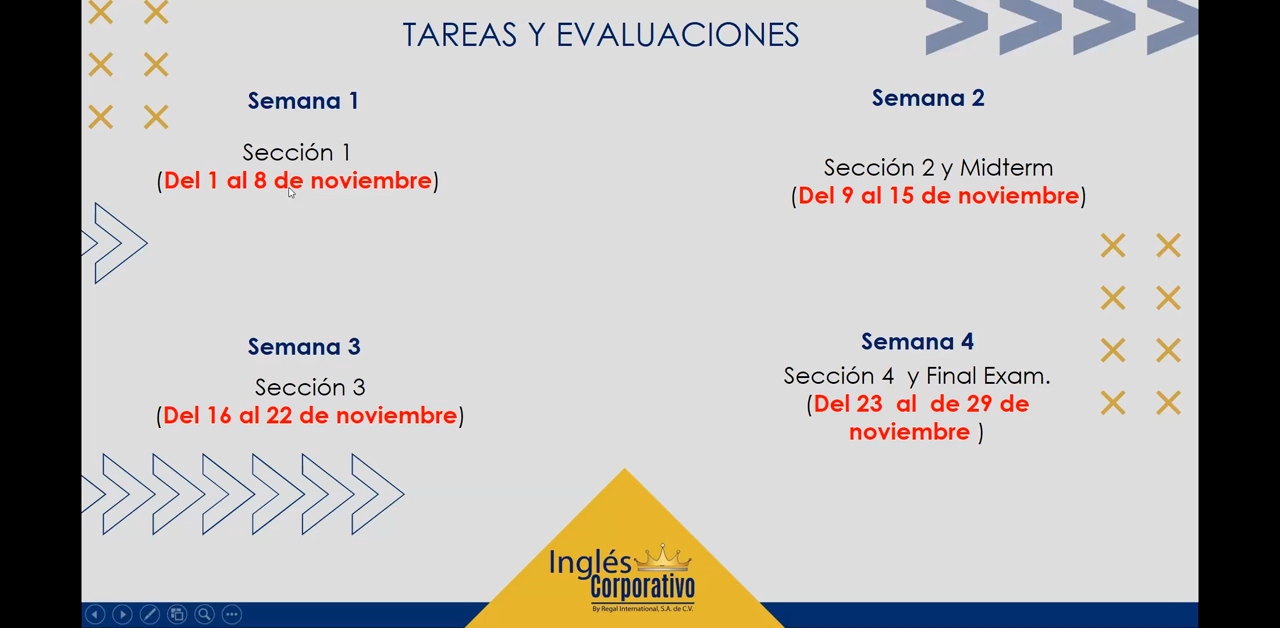 TAREAS Y EVALUACIONES
Semana 1
Sección 1
(Del 1 al 8 de noviembre)
Semana 2
Sección 2 y Midterm
(Del 9 al 15 de noviembre)
Semana 3
Sección 3
(Del 16 al 22 de noviembre)
Semana 4
Sección 4 y Final Exam.
(Del 23 al de 29 de
noviembre )
Inglés
Corporativo
By Regal International, S.A. de C.V.